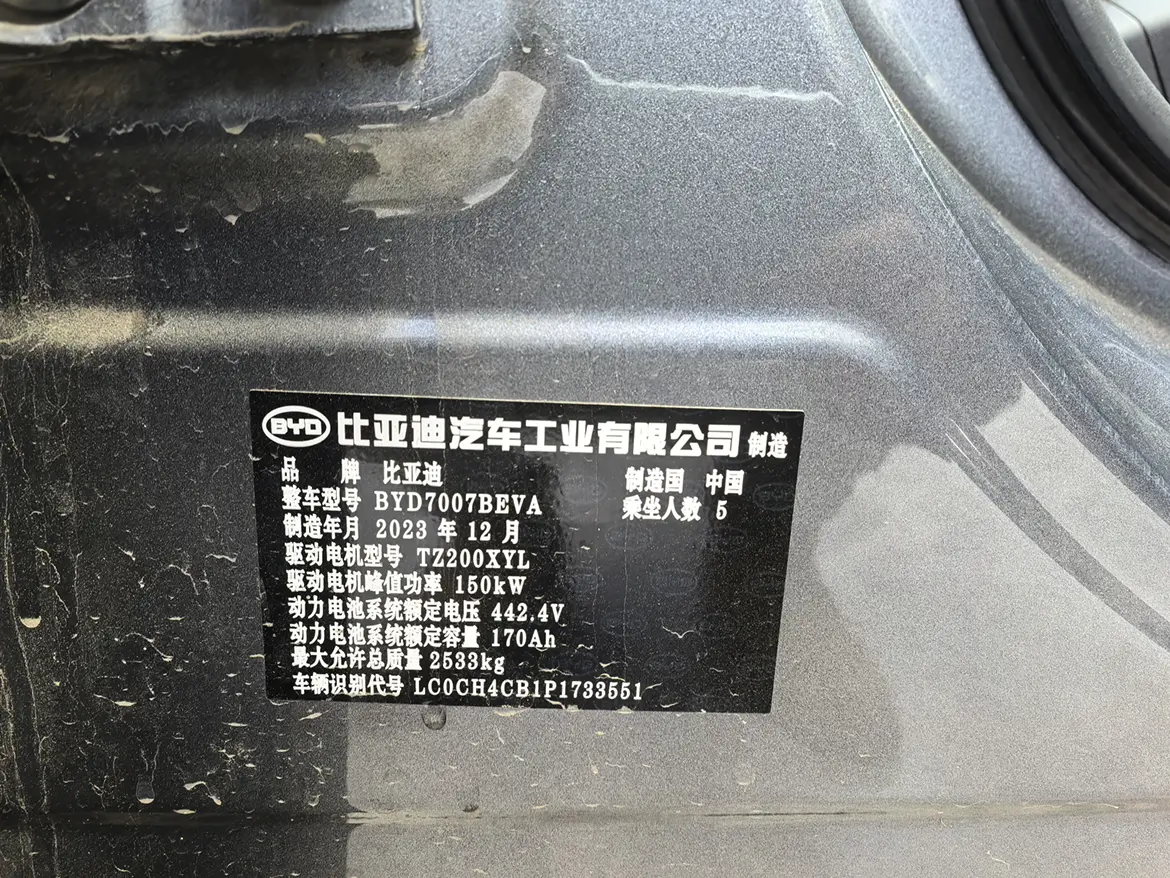 BYD 比亚迪汽车工业有限公司 制造
品 牌 比亚迪 制造国 中国
整车型号 BYD7007BEVA 乘坐人数 5
制造年月 2023 年 12 月
驱动电机型号 TZ200XYL
驱动电机峰值功率 150kW
动力电池系统额定电压 442.4V
动力电池系统额定容量 170Ah
最大允许总质量 2533kg
车辆识别代号 LC0CH4CB1P1733551